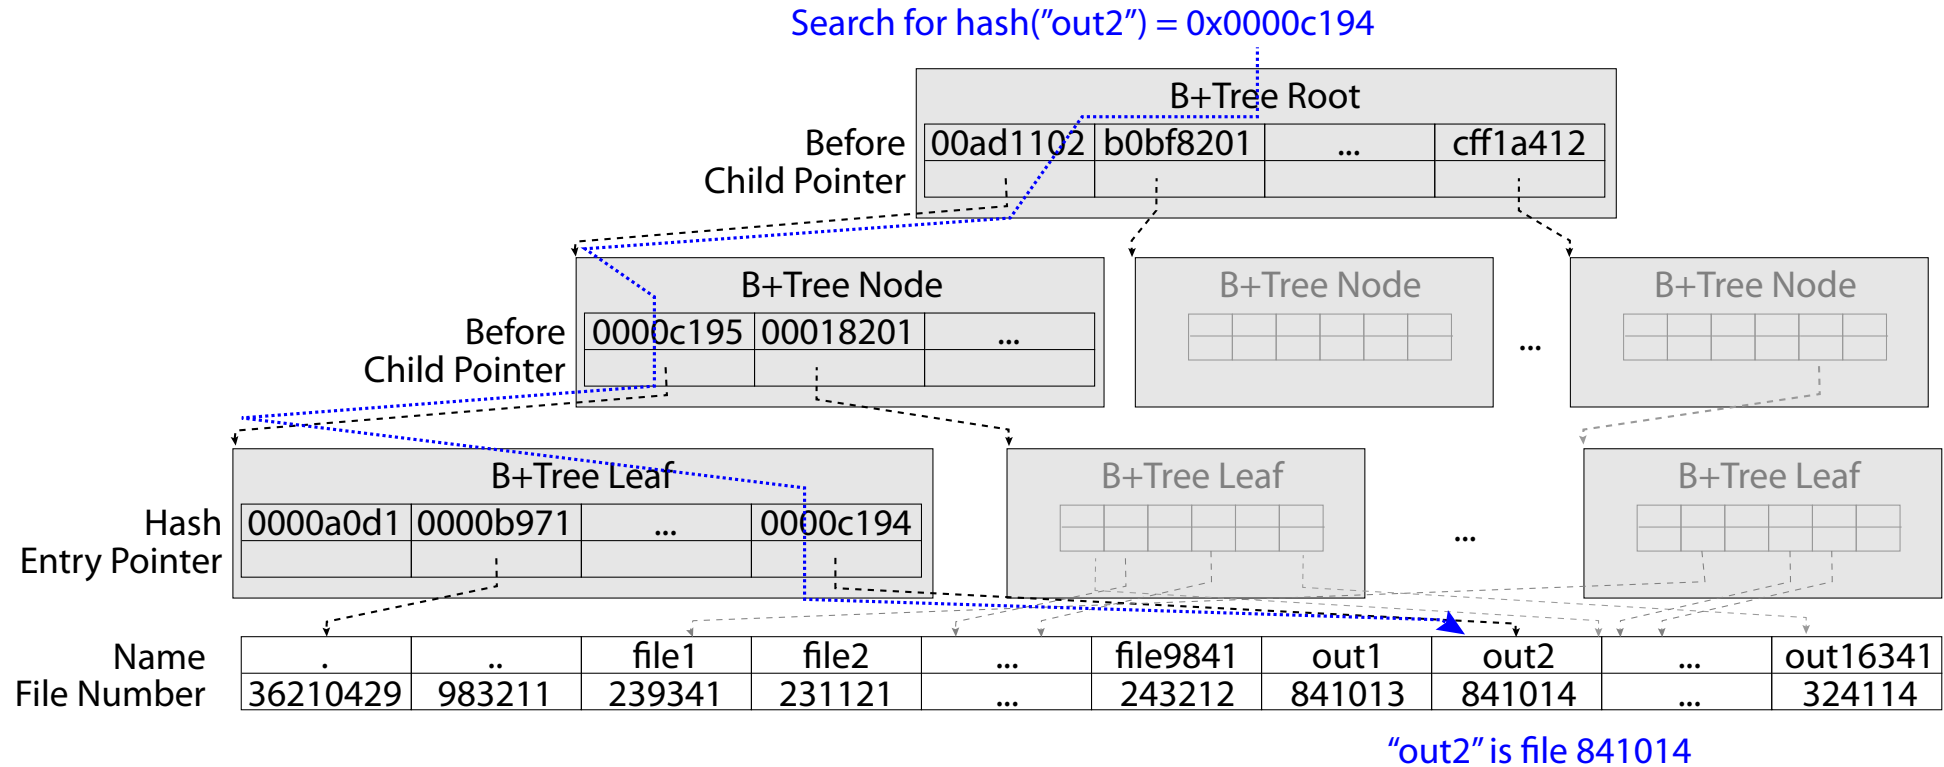 Search for hash("out2") = 0x0000c194
B+Tree Root
Before 00ad1102 b0bf8201 ... cff1a412
Child Pointer
B+Tree Node B+Tree Node B+Tree Node
Before 0000c195 00018201 ... ...
Child Pointer
B+Tree Leaf B+Tree Leaf B+Tree Leaf
Hash 0000a0d1 0000b971 ... 0000c194 ...
Entry Pointer
Name . .. file1 file2 ... file9841 out1 out2 ... out16341
File Number 36210429 983211 239341 231121 ... 243212 841013 841014 ... 324114
“out2” is file 841014